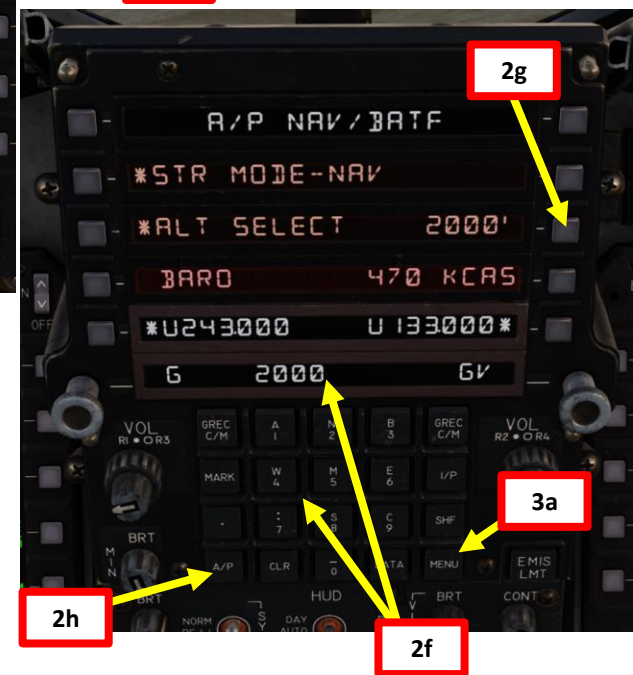 2g
A/P NAV/BATF
*STR MODE-NAV
*ALT SELECT 2000'
BARO 470 KCAS
*U243.000 U 133.000*
G 2000 GV
OFF
VOL
R1 O R3
GREC C/M
A 1
N 2
B 3
GREC C/M
VOL
R2 O R4
MARK
W 4
M 5
E 6
I/P
3a
.
: 7
S 8
C 9
SHF
BRT
MIN
A/P
CLR
– 0
DATA
MENU
EMIS LMT
BRT
HUD
BRT
CONT
2h
NORM
DAY
AUTO
2f